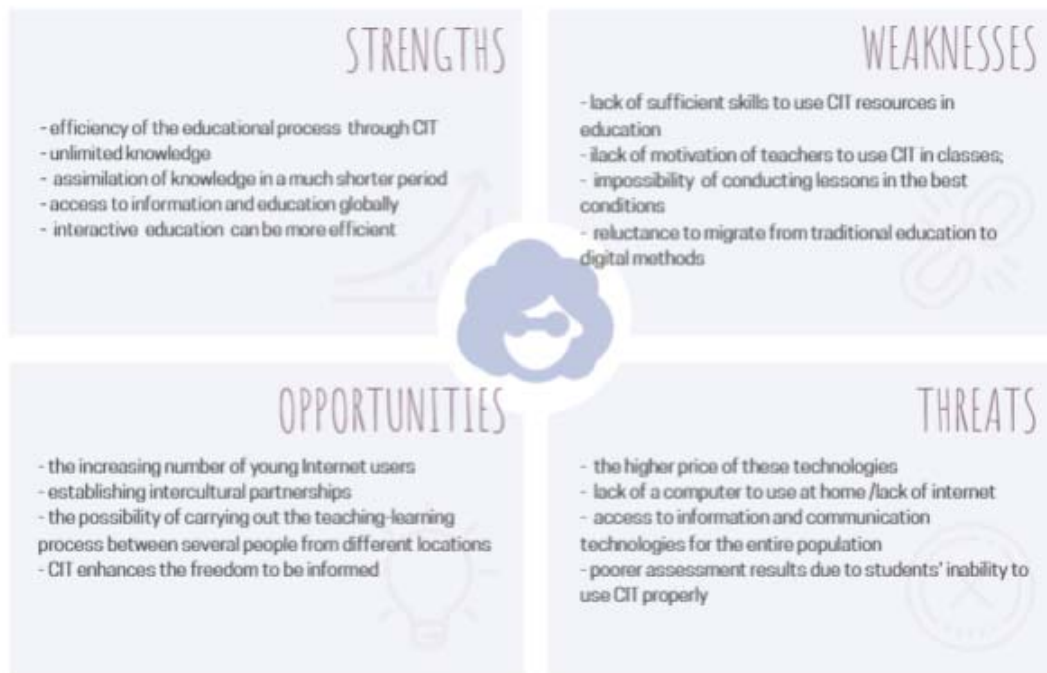 STRENGTHS
- efficiency of the educational process through CIT
- unlimited knowledge
- assimilation of knowledge in a much shorter period
- access to information and education globally
- interactive education can be more efficient
WEAKNESSES
- lack of sufficient skills to use CIT resources in
education
- ilack of motivation of teachers to use CIT in classes;
- impossibility of conducting lessons in the best
conditions
- reluctance to migrate from traditional education to
digital methods
OPPORTUNITIES
- the increasing number of young Internet users
- establishing intercultural partnerships
- the possibility of carrying out the teaching-learning
process between several people from different locations
- CIT enhances the freedom to be informed
THREATS
- the higher price of these technologies
- lack of a computer to use at home /lack of internet
- access to information and communication
technologies for the entire population
- poorer assessment results due to students' inability to
use CIT properly